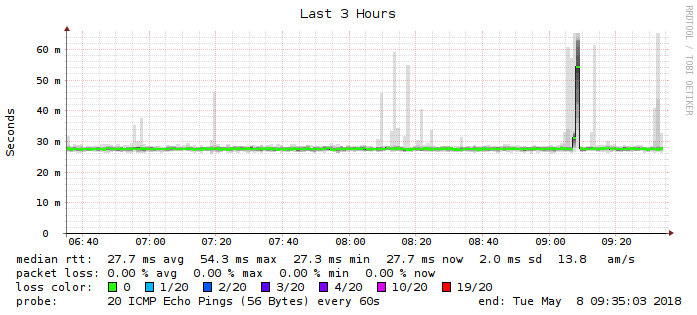 Last 3 Hours
RRDTOOL / TOBI OETIKER
Seconds
60 m
50 m
40 m
30 m
20 m
10 m
0
06:40 07:00 07:20 07:40 08:00 08:20 08:40 09:00 09:20
median rtt: 27.7 ms avg 54.3 ms max 27.3 ms min 27.7 ms now 2.0 ms sd 13.8 am/s
packet loss: 0.00 % avg 0.00 % max 0.00 % min 0.00 % now
loss color: 0 1/20 2/20 3/20 4/20 10/20 19/20
probe: 20 ICMP Echo Pings (56 Bytes) every 60s end: Tue May 8 09:35:03 2018